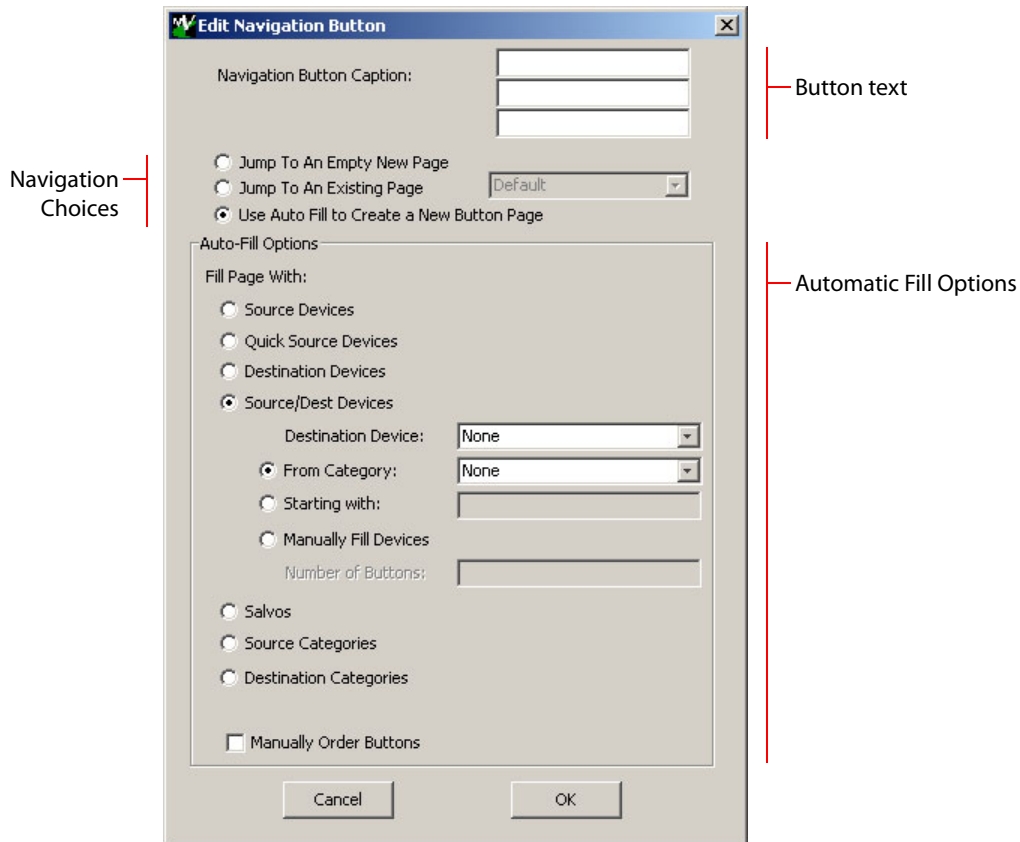 Edit Navigation Button
Navigation Button Caption:
Button text
Navigation
Choices
Jump To An Empty New Page
Jump To An Existing Page
Default
Use Auto Fill to Create a New Button Page
Auto-Fill Options
Automatic Fill Options
Fill Page With:
Source Devices
Quick Source Devices
Destination Devices
Source/Dest Devices
Destination Device:
None
From Category:
None
Starting with:
Manually Fill Devices
Number of Buttons:
Salvos
Source Categories
Destination Categories
Manually Order Buttons
Cancel
OK